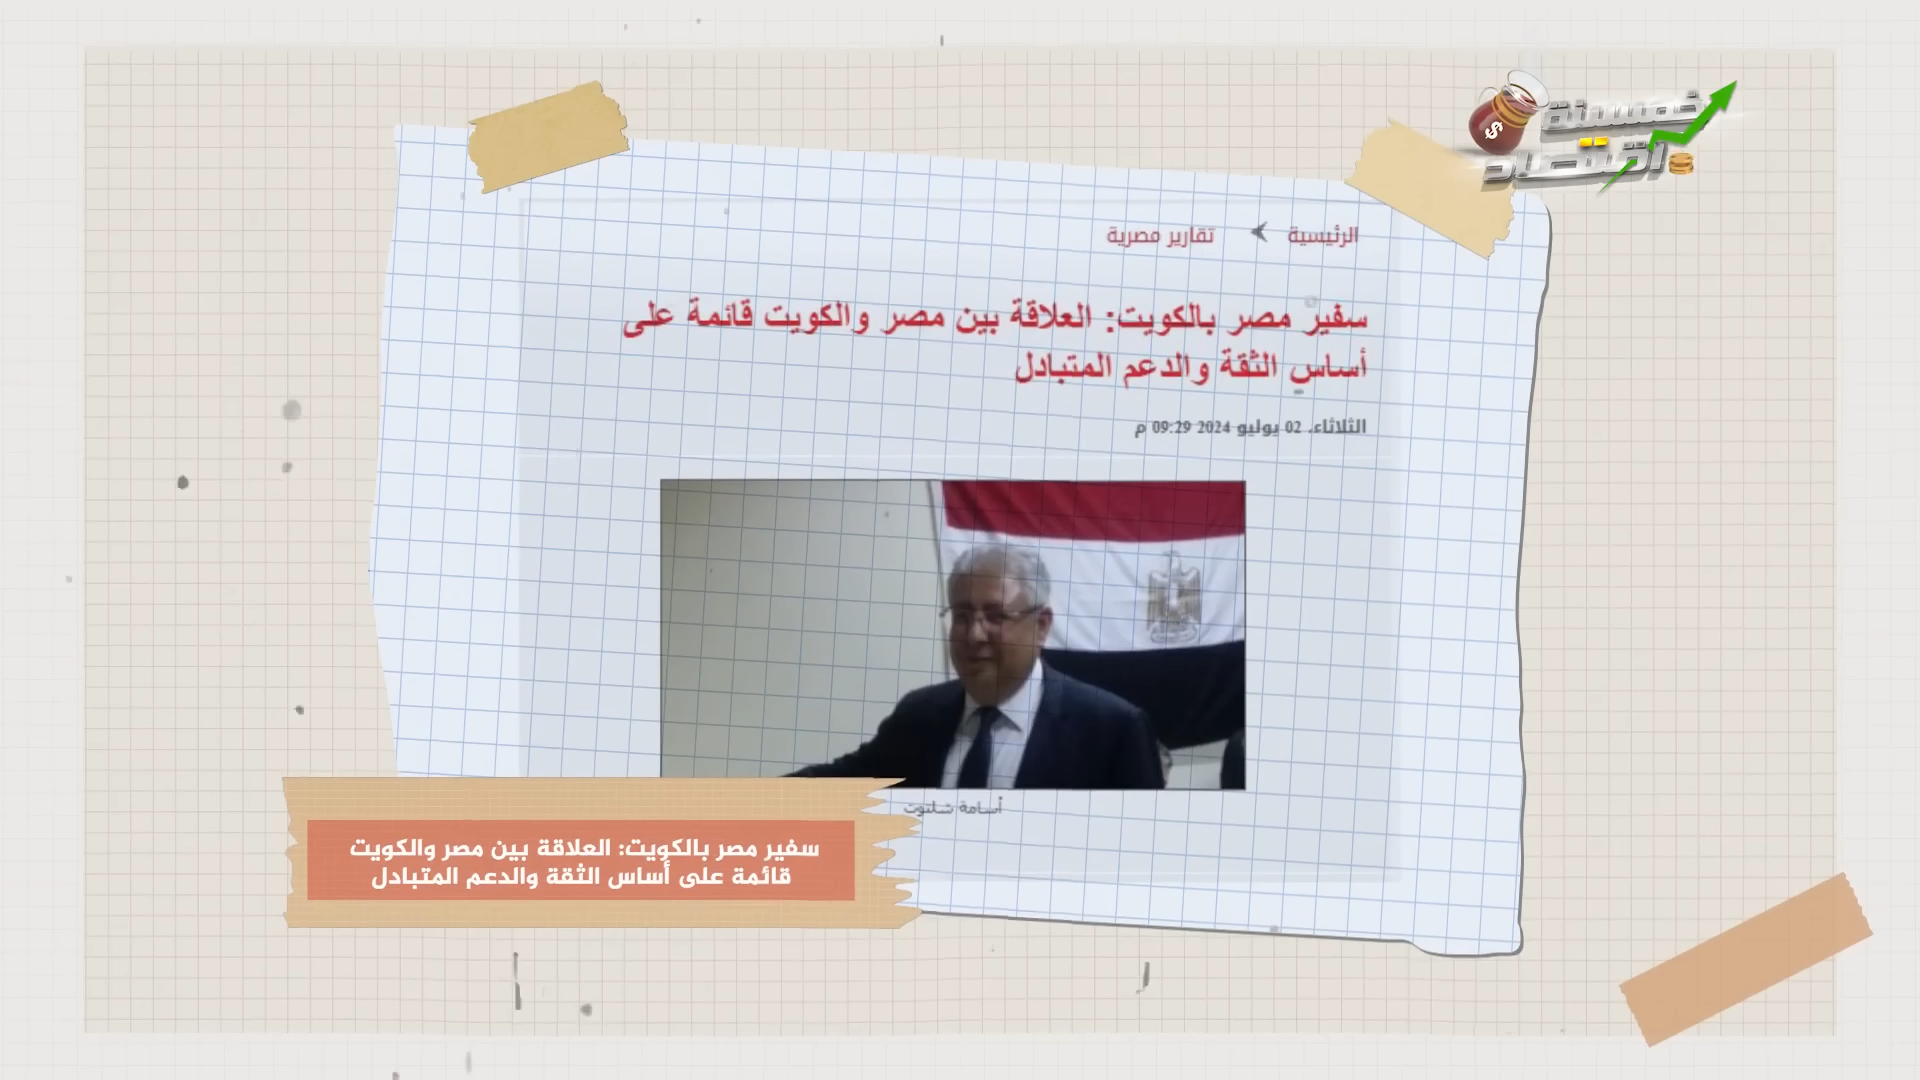 خمسينة
اقتصاد
$
الرئيسية
تقارير مصرية
سفير مصر بالكويت: العلاقة بين مصر والكويت قائمة على
أساس الثقة والدعم المتبادل
الثلاثاء، 02 يوليو 2024 09:29 م
أسامة شلتوت
سفير مصر بالكويت: العلاقة بين مصر والكويت
قائمة على أساس الثقة والدعم المتبادل